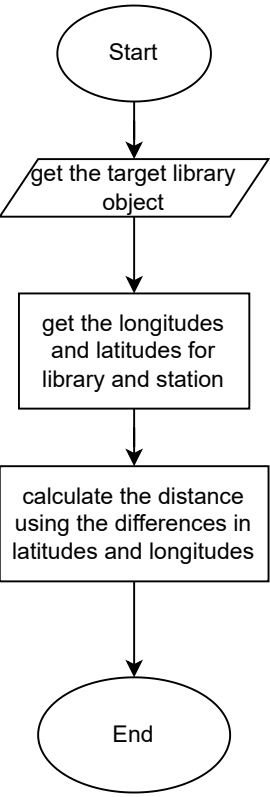 Start
get the target library
object
get the longitudes
and latitudes for
library and station
calculate the distance
using the differences in
latitudes and longitudes
End